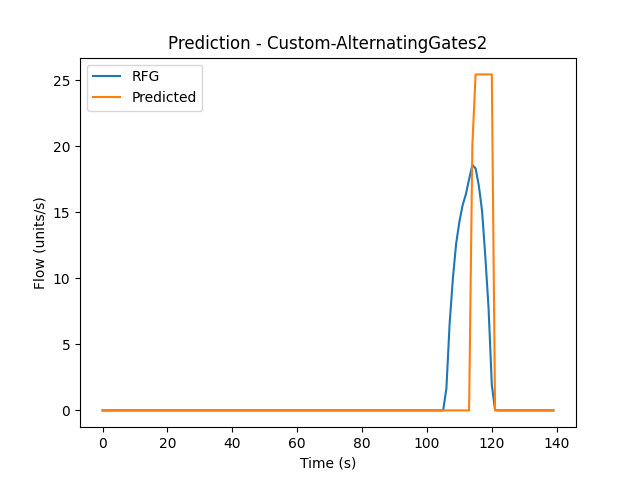 Prediction - Custom-AlternatingGates2
RFG
Predicted
25
20
15
10
5
0
Flow (units/s)
0 20 40 60 80 100 120 140
Time (s)